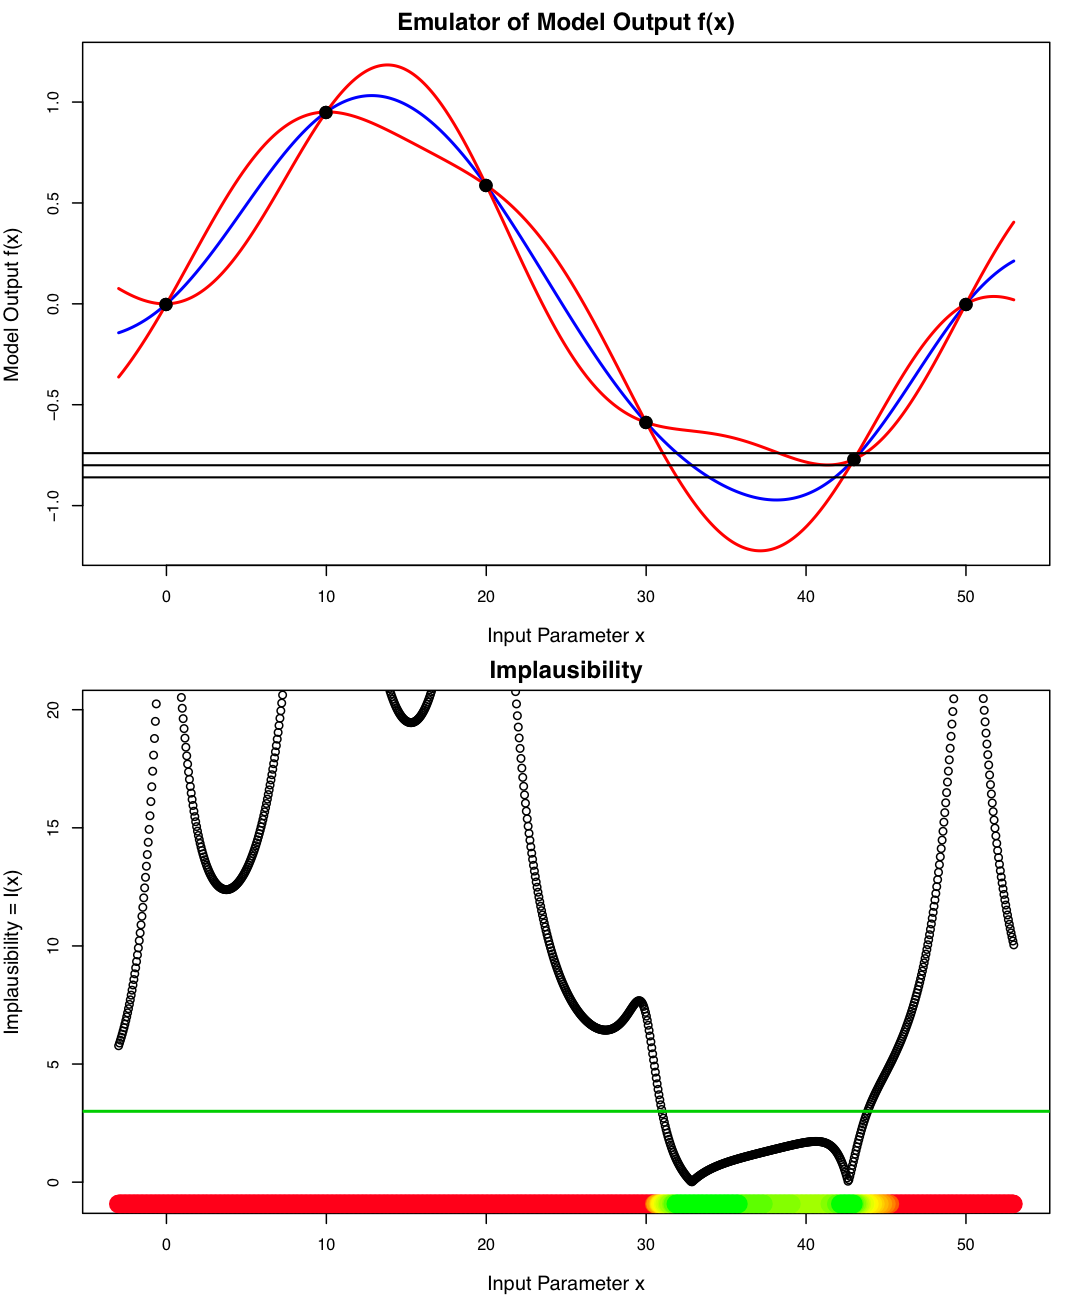 Emulator of Model Output f(x)
Model Output f(x)
1.0
0.5
0.0
−0.5
−1.0
0 10 20 30 40 50
Input Parameter x
Implausibility
Implausibility = I(x)
20
15
10
5
0
0 10 20 30 40 50
Input Parameter x